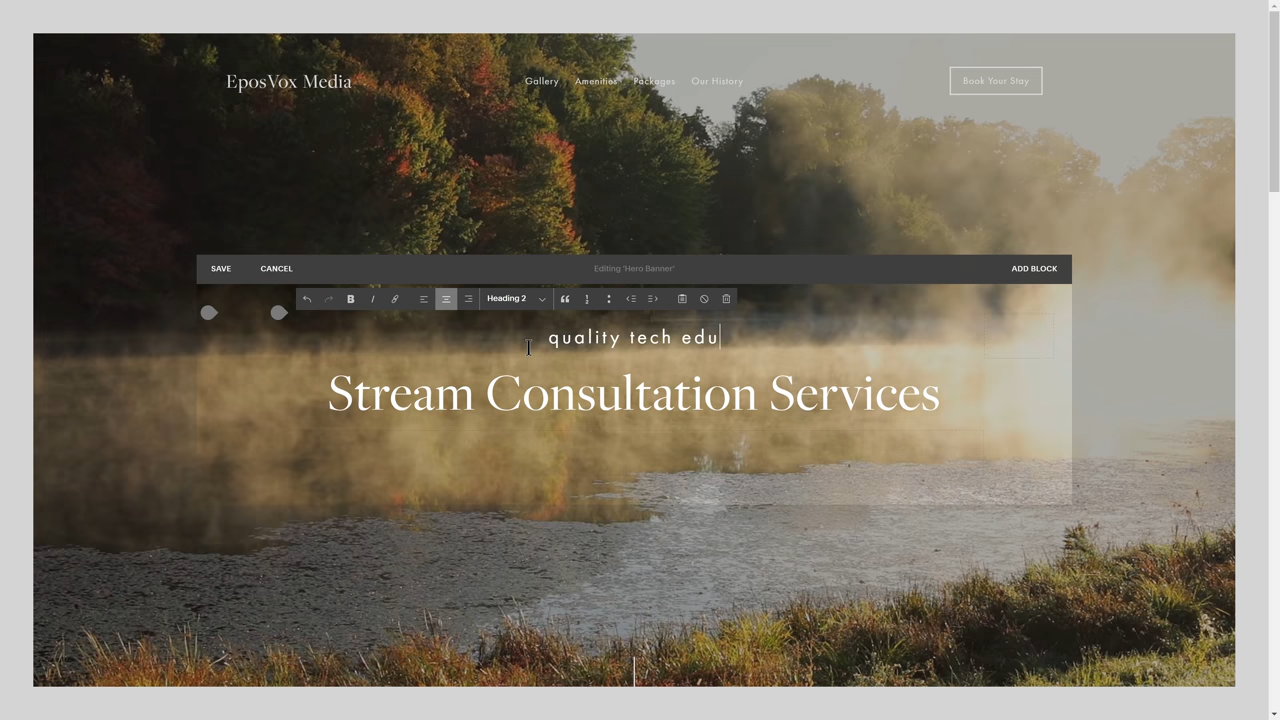 EposVox Media
Gallery Amenities Packages Our History
Book Your Stay
SAVE CANCEL Editing 'Hero Banner' ADD BLOCK
Heading 2
quality tech edu
Stream Consultation Services